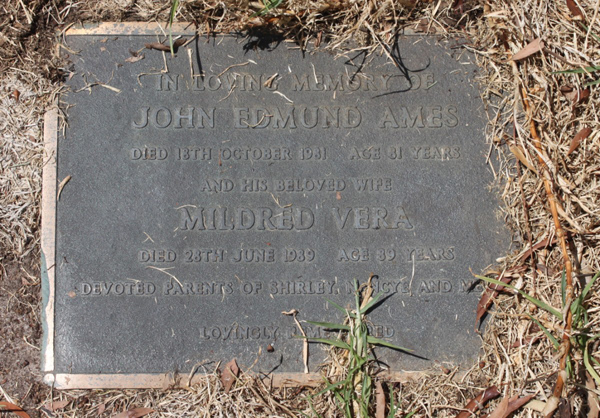 IN LOVING MEMORY OF
JOHN EDMUND AMES
DIED 18TH OCTOBER 1981 AGE 81 YEARS
AND HIS BELOVED WIFE
MILDRED VERA
DIED 28TH JUNE 1989 AGE 89 YEARS
DEVOTED PARENTS OF SHIRLEY, AND
LOVINGLY REMEMBERED